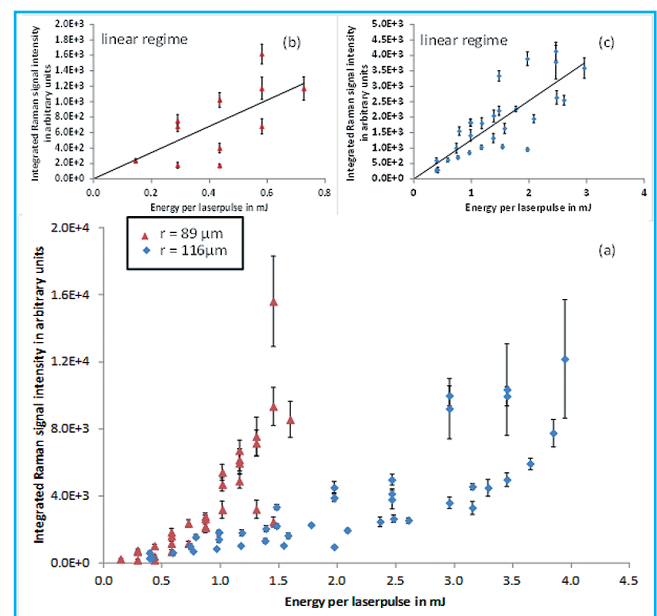 2.0E+3
1.8E+3
1.6E+3
1.4E+3
1.2E+3
1.0E+3
8.0E+2
6.0E+2
4.0E+2
2.0E+2
0.0E+0
Integrated Raman signal intensity
in arbitrary units
linear regime
(b)
0.0 0.2 0.4 0.6 0.8
Energy per laserpulse in mJ
5.0E+3
4.5E+3
4.0E+3
3.5E+3
3.0E+3
2.5E+3
2.0E+3
1.5E+3
1.0E+3
5.0E+2
0.0E+0
Integrated Raman signal intensity
in arbitrary units
linear regime
(c)
0 1 2 3 4
Energy per laserpulse in mJ
2.0E+4
1.6E+4
1.2E+4
8.0E+3
4.0E+3
0.0E+0
Integrated Raman signal intensity in arbitrary units
r = 89 µm
r = 116µm
(a)
0.0 0.5 1.0 1.5 2.0 2.5 3.0 3.5 4.0 4.5
Energy per laserpulse in mJ